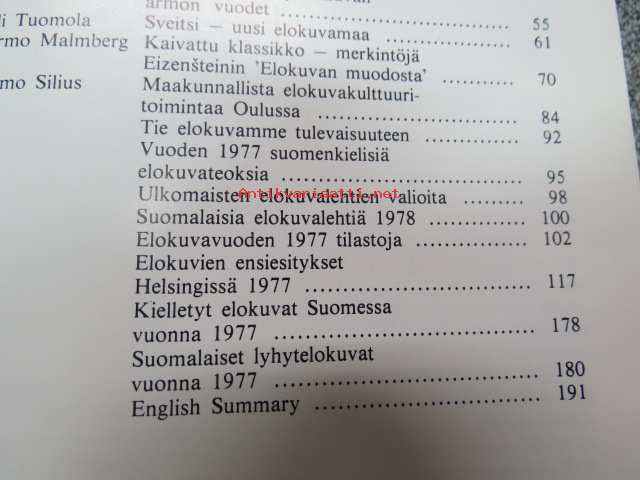 armon vuodet ........ 55
Tuomola Sveitsi – uusi elokuvamaa ........ 61
Malmberg Kaivattu klassikko – merkintöjä
Eizenšteinin 'Elokuvan muodosta' ........ 70
Silius Maakunnallista elokuvakulttuuri-
toimintaa Oulussa ........ 84
Tie elokuvamme tulevaisuuteen ........ 92
Vuoden 1977 suomenkielisiä
elokuvateoksia ........ 95
Antikvariaatti.net
Ulkomaisten elokuvalehtien valioita ........ 98
Suomalaisia elokuvalehtiä 1978 ........ 100
Elokuvavuoden 1977 tilastoja ........ 102
Elokuvien ensiesitykset
Helsingissä 1977 ........ 117
Kielletyt elokuvat Suomessa
vuonna 1977 ........ 178
Suomalaiset lyhytelokuvat
vuonna 1977 ........ 180
English Summary ........ 191